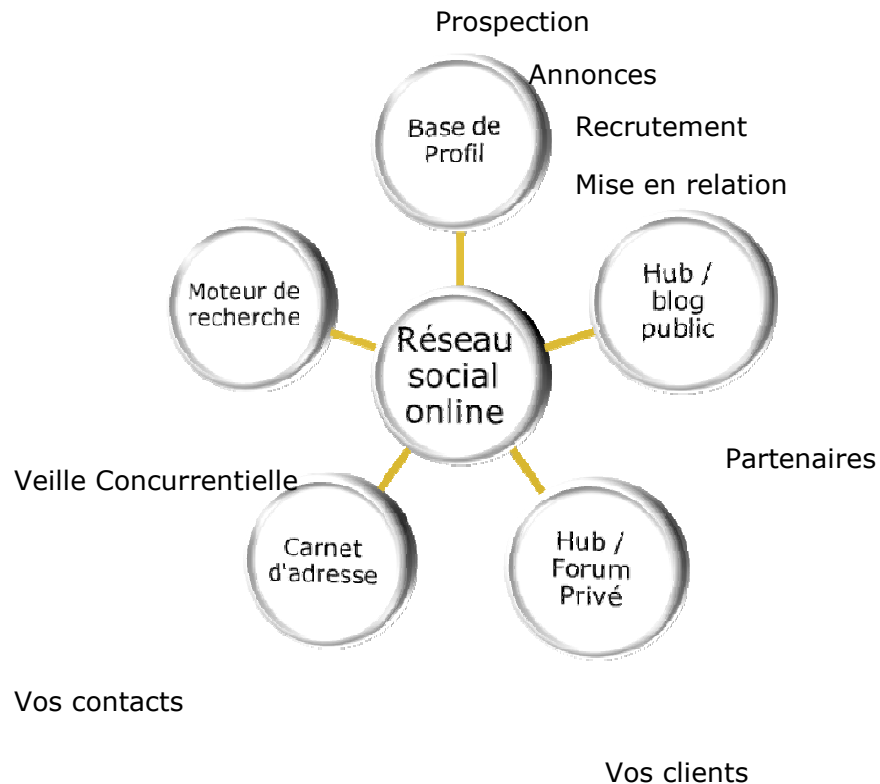 Prospection
Annonces
Base de
Profil
Recrutement
Mise en relation
Moteur de
recherche
Hub /
blog
public
Réseau
social
online
Partenaires
Veille Concurrentielle
Carnet
d'adresse
Hub /
Forum
Privé
Vos contacts
Vos clients